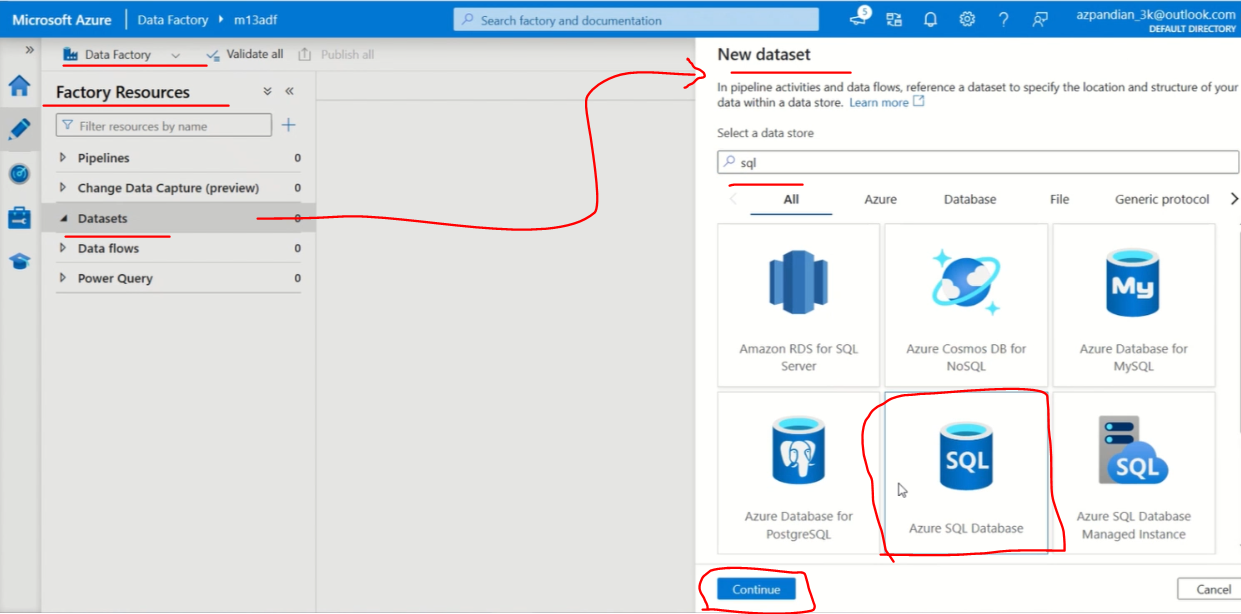 Microsoft Azure
Data Factory
m13adf
Search factory and documentation
5
azpandian_3k@outlook.com
DEFAULT DIRECTORY
Data Factory
Validate all
Publish all
Factory Resources
Filter resources by name
Pipelines 0
Change Data Capture (preview) 0
Datasets 0
Data flows 0
Power Query 0
New dataset
In pipeline activities and data flows, reference a dataset to specify the location and structure of your
data within a data store. Learn more
Select a data store
sql
All Azure Database File Generic protocol
My
Amazon RDS for SQL
Server
Azure Cosmos DB for
NoSQL
Azure Database for
MySQL
SQL
SQL
Azure Database for
PostgreSQL
Azure SQL Database
Azure SQL Database
Managed Instance
Continue
Cancel